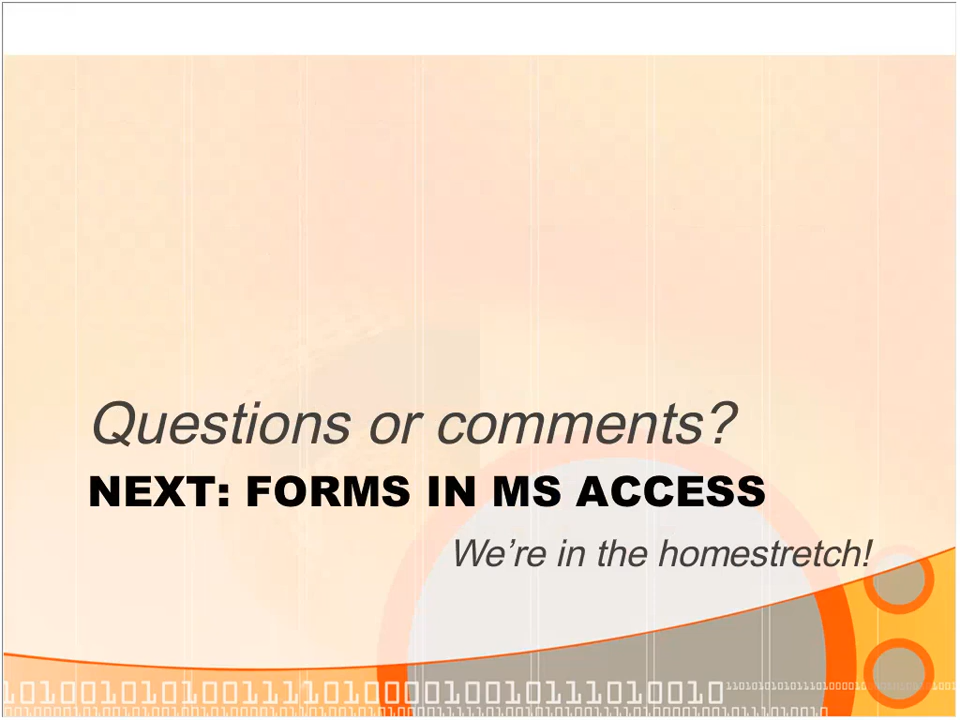 Questions or comments?
NEXT: FORMS IN MS ACCESS
We’re in the homestretch!